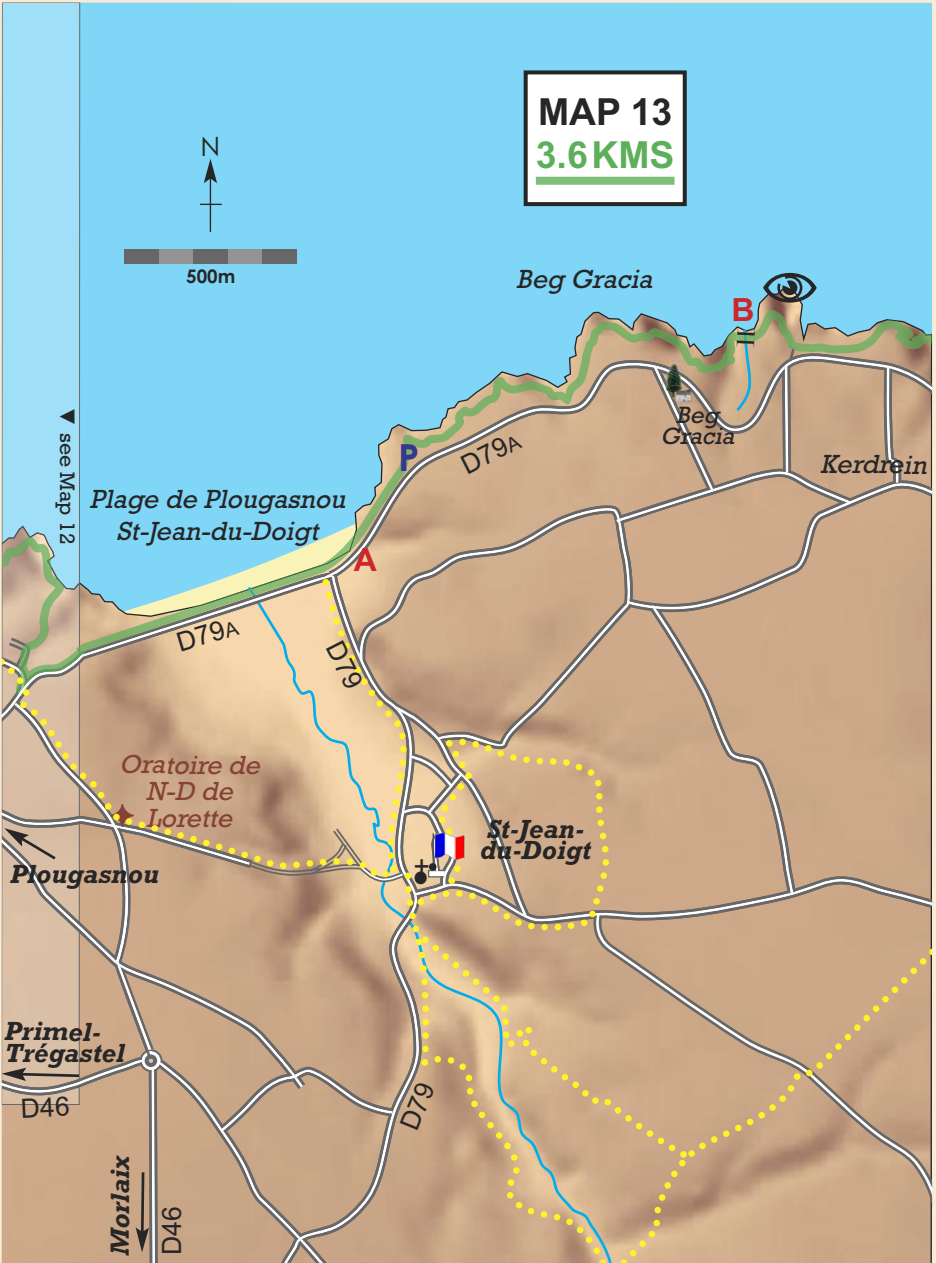 MAP 13
3.6 KMS
N
500m
Beg Gracia
B
◀ see Map 12
P
D79A
Beg
Gracia
Kerdrein
Plage de Plougasnou
St-Jean-du-Doigt
A
D79A
D79
Oratoire de
N-D de
Lorette
St-Jean-
du-Doigt
Plougasnou
Primel-
Trégastel
D46
D79
Morlaix
D46